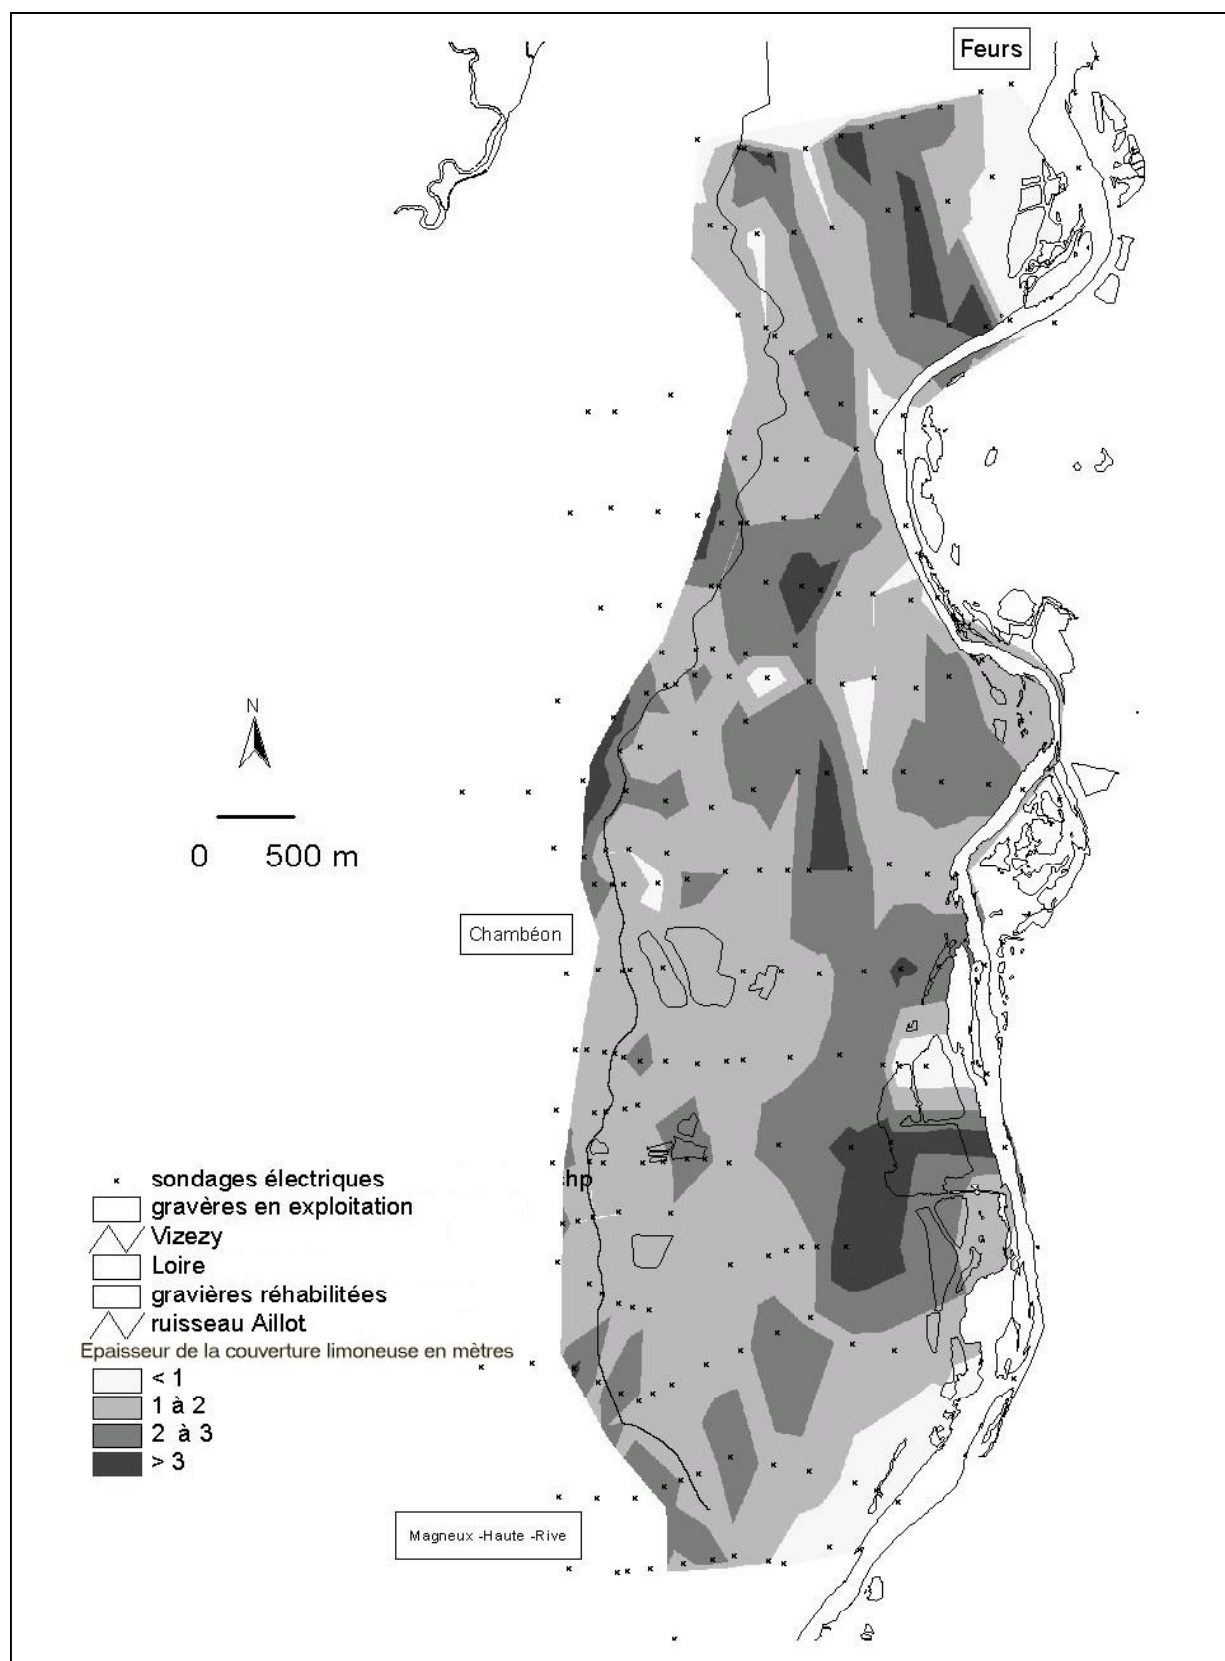 Feurs
N
0 500 m
Chambéon
hp
sondages électriques
gravères en exploitation
Vizezy
Loire
gravières réhabilitées
ruisseau Aillot
Epaisseur de la couverture limoneuse en mètres
< 1
1 à 2
2 à 3
> 3
Magneux -Haute -Rive